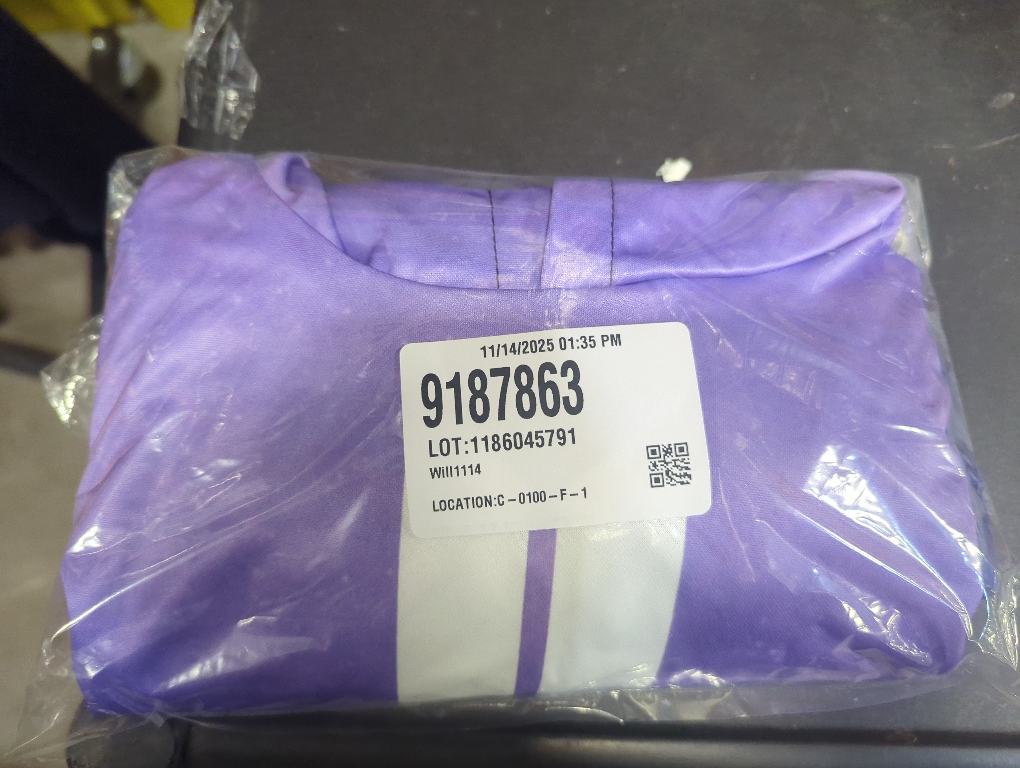 11/14/2025 01:35 PM
9187863
LOT:1186045791
Will1114
LOCATION:C-0100-F-1